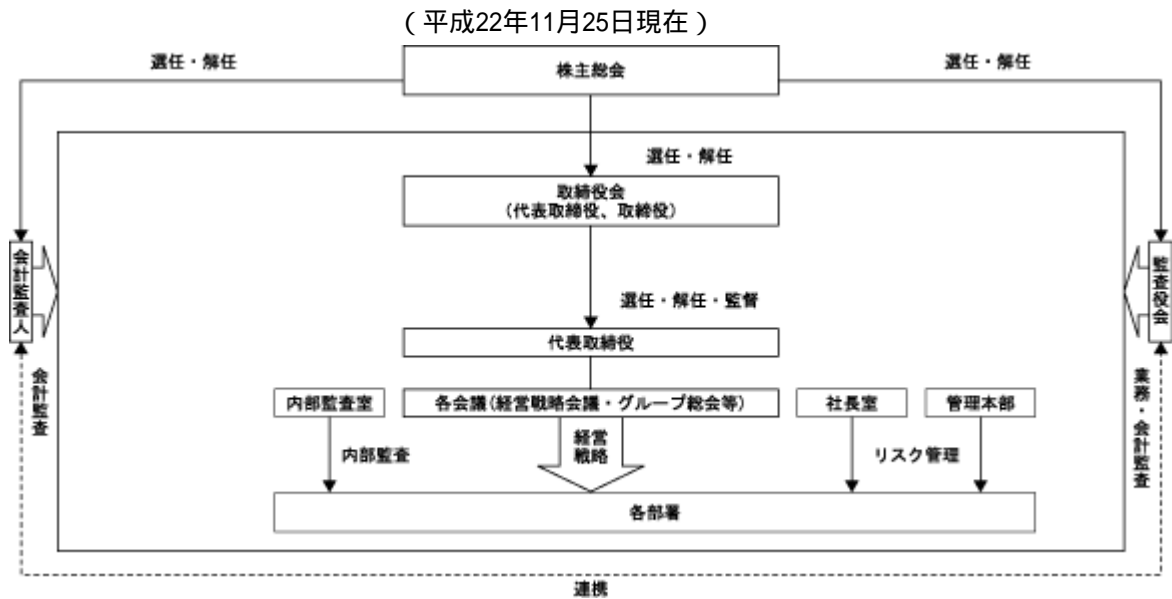 （平成22年11月25日現在）
選任・解任
株主総会
選任・解任
選任・解任
取締役会
（代表取締役、取締役）
会計監査人
監査役会
選任・解任・監督
代表取締役
会計監査
業務・会計監査
内部監査室
各会議(経営戦略会議・グループ総会等)
社長室
管理本部
内部監査
経営
戦略
リスク管理
各部署
連携